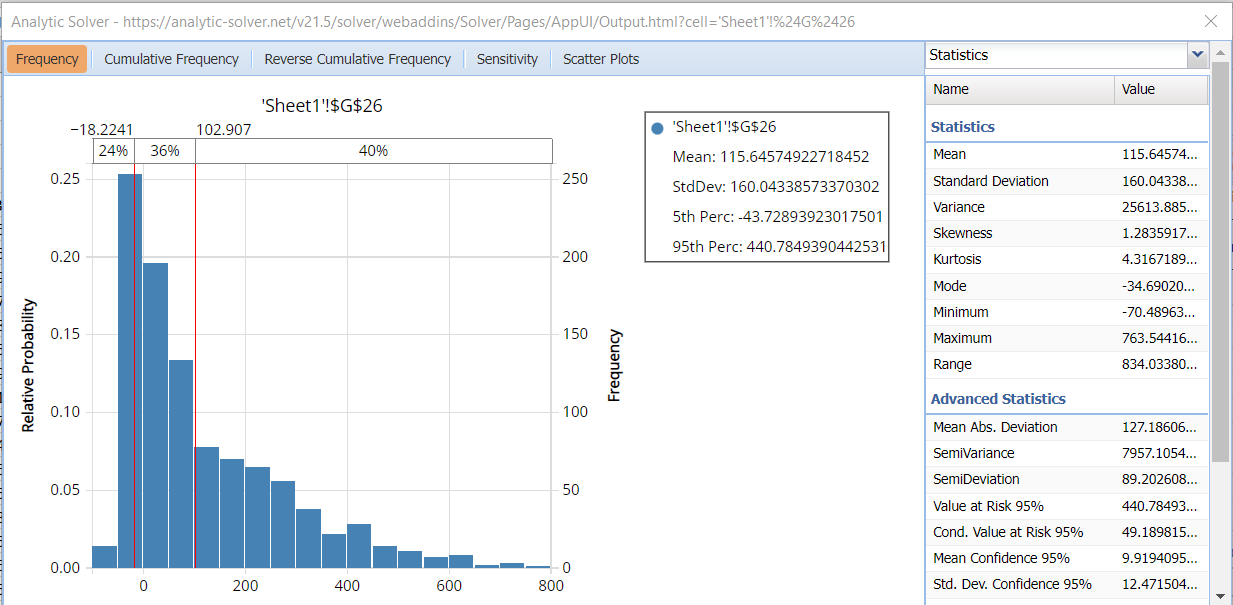 Analytic Solver - https://analytic-solver.net/v21.5/solver/webaddins/Solver/Pages/AppUI/Output.html?cell='Sheet1'!%24G%2426
Frequency Cumulative Frequency Reverse Cumulative Frequency Sensitivity Scatter Plots
'Sheet1'!$G$26
−18.2241 102.907
24% 36% 40%
0.25 250
0.20 200
0.15 150
0.10 100
0.05 50
0.00 0
0 200 400 600 800
Relative Probability
Frequency
'Sheet1'!$G$26
Mean: 115.64574922718452
StdDev: 160.04338573370302
5th Perc: -43.72893923017501
95th Perc: 440.7849390442531
Statistics
Name Value
Statistics
Mean 115.64574...
Standard Deviation 160.04338...
Variance 25613.885...
Skewness 1.2835917...
Kurtosis 4.3167189...
Mode -34.69020...
Minimum -70.48963...
Maximum 763.54416...
Range 834.03380...
Advanced Statistics
Mean Abs. Deviation 127.18606...
SemiVariance 7957.1054...
SemiDeviation 89.202608...
Value at Risk 95% 440.78493...
Cond. Value at Risk 95% 49.189815...
Mean Confidence 95% 9.9194095...
Std. Dev. Confidence 95% 12.471504...